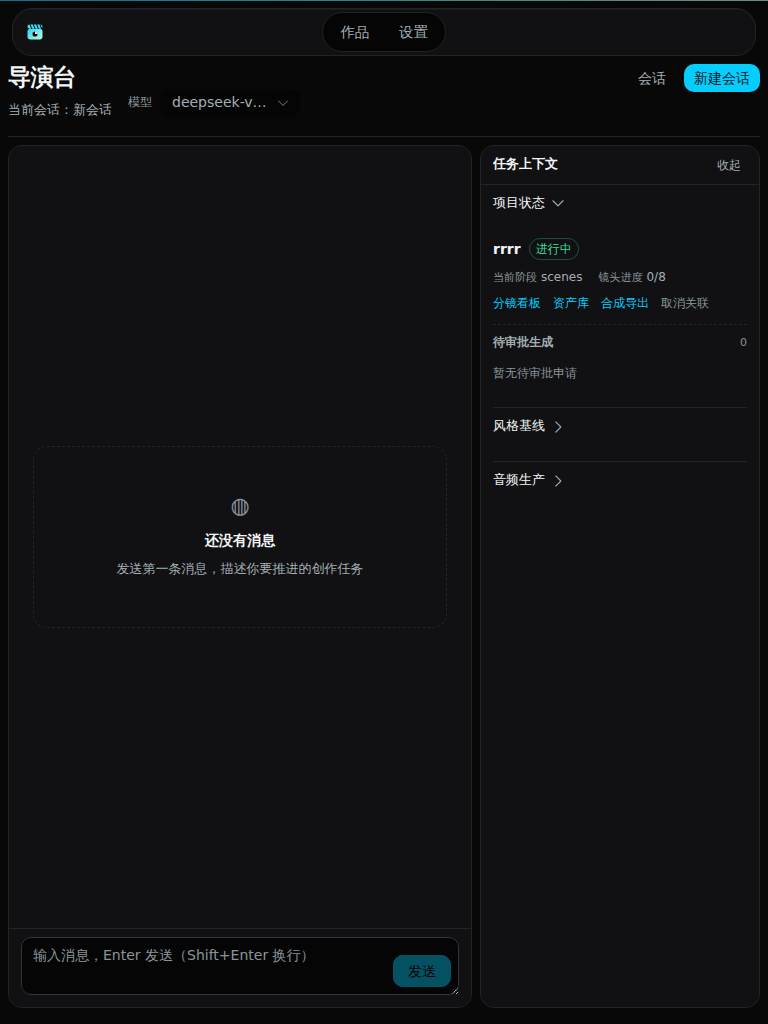 作品 设置
导演台
当前会话：新会话 模型 deepseek-v...
会话 新建会话
还没有消息
发送第一条消息，描述你要推进的创作任务
输入消息，Enter 发送（Shift+Enter 换行）
发送
任务上下文 收起
项目状态
rrrr 进行中
当前阶段 scenes 镜头进度 0/8
分镜看板 资产库 合成导出 取消关联
待审批生成 0
暂无待审批申请
风格基线
音频生产